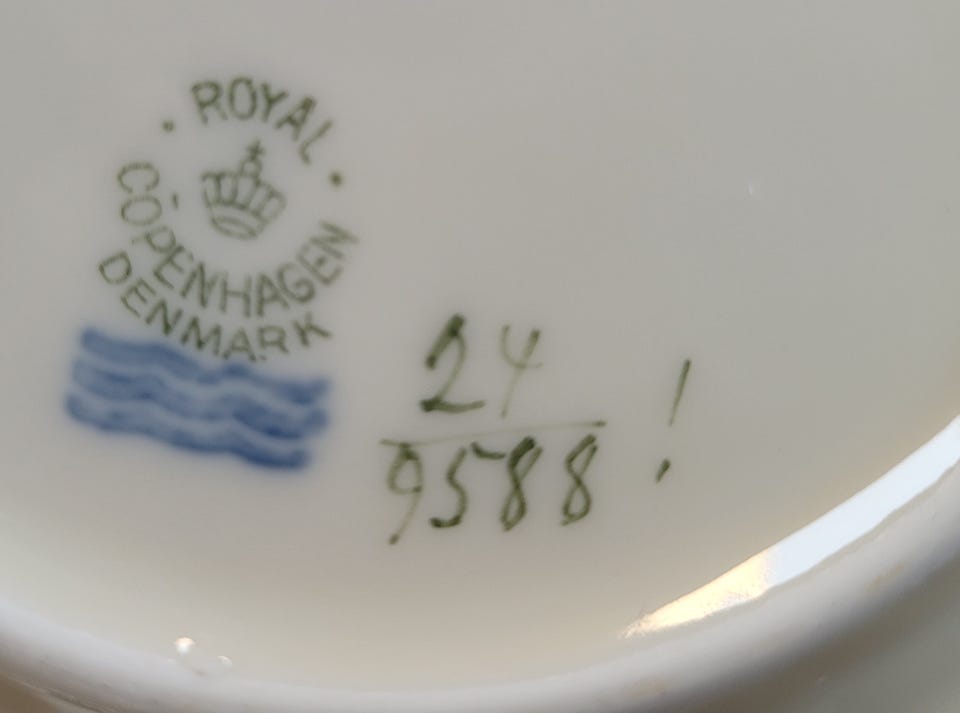 ROYAL
COPENHAGEN
DENMARK
24
9588 !